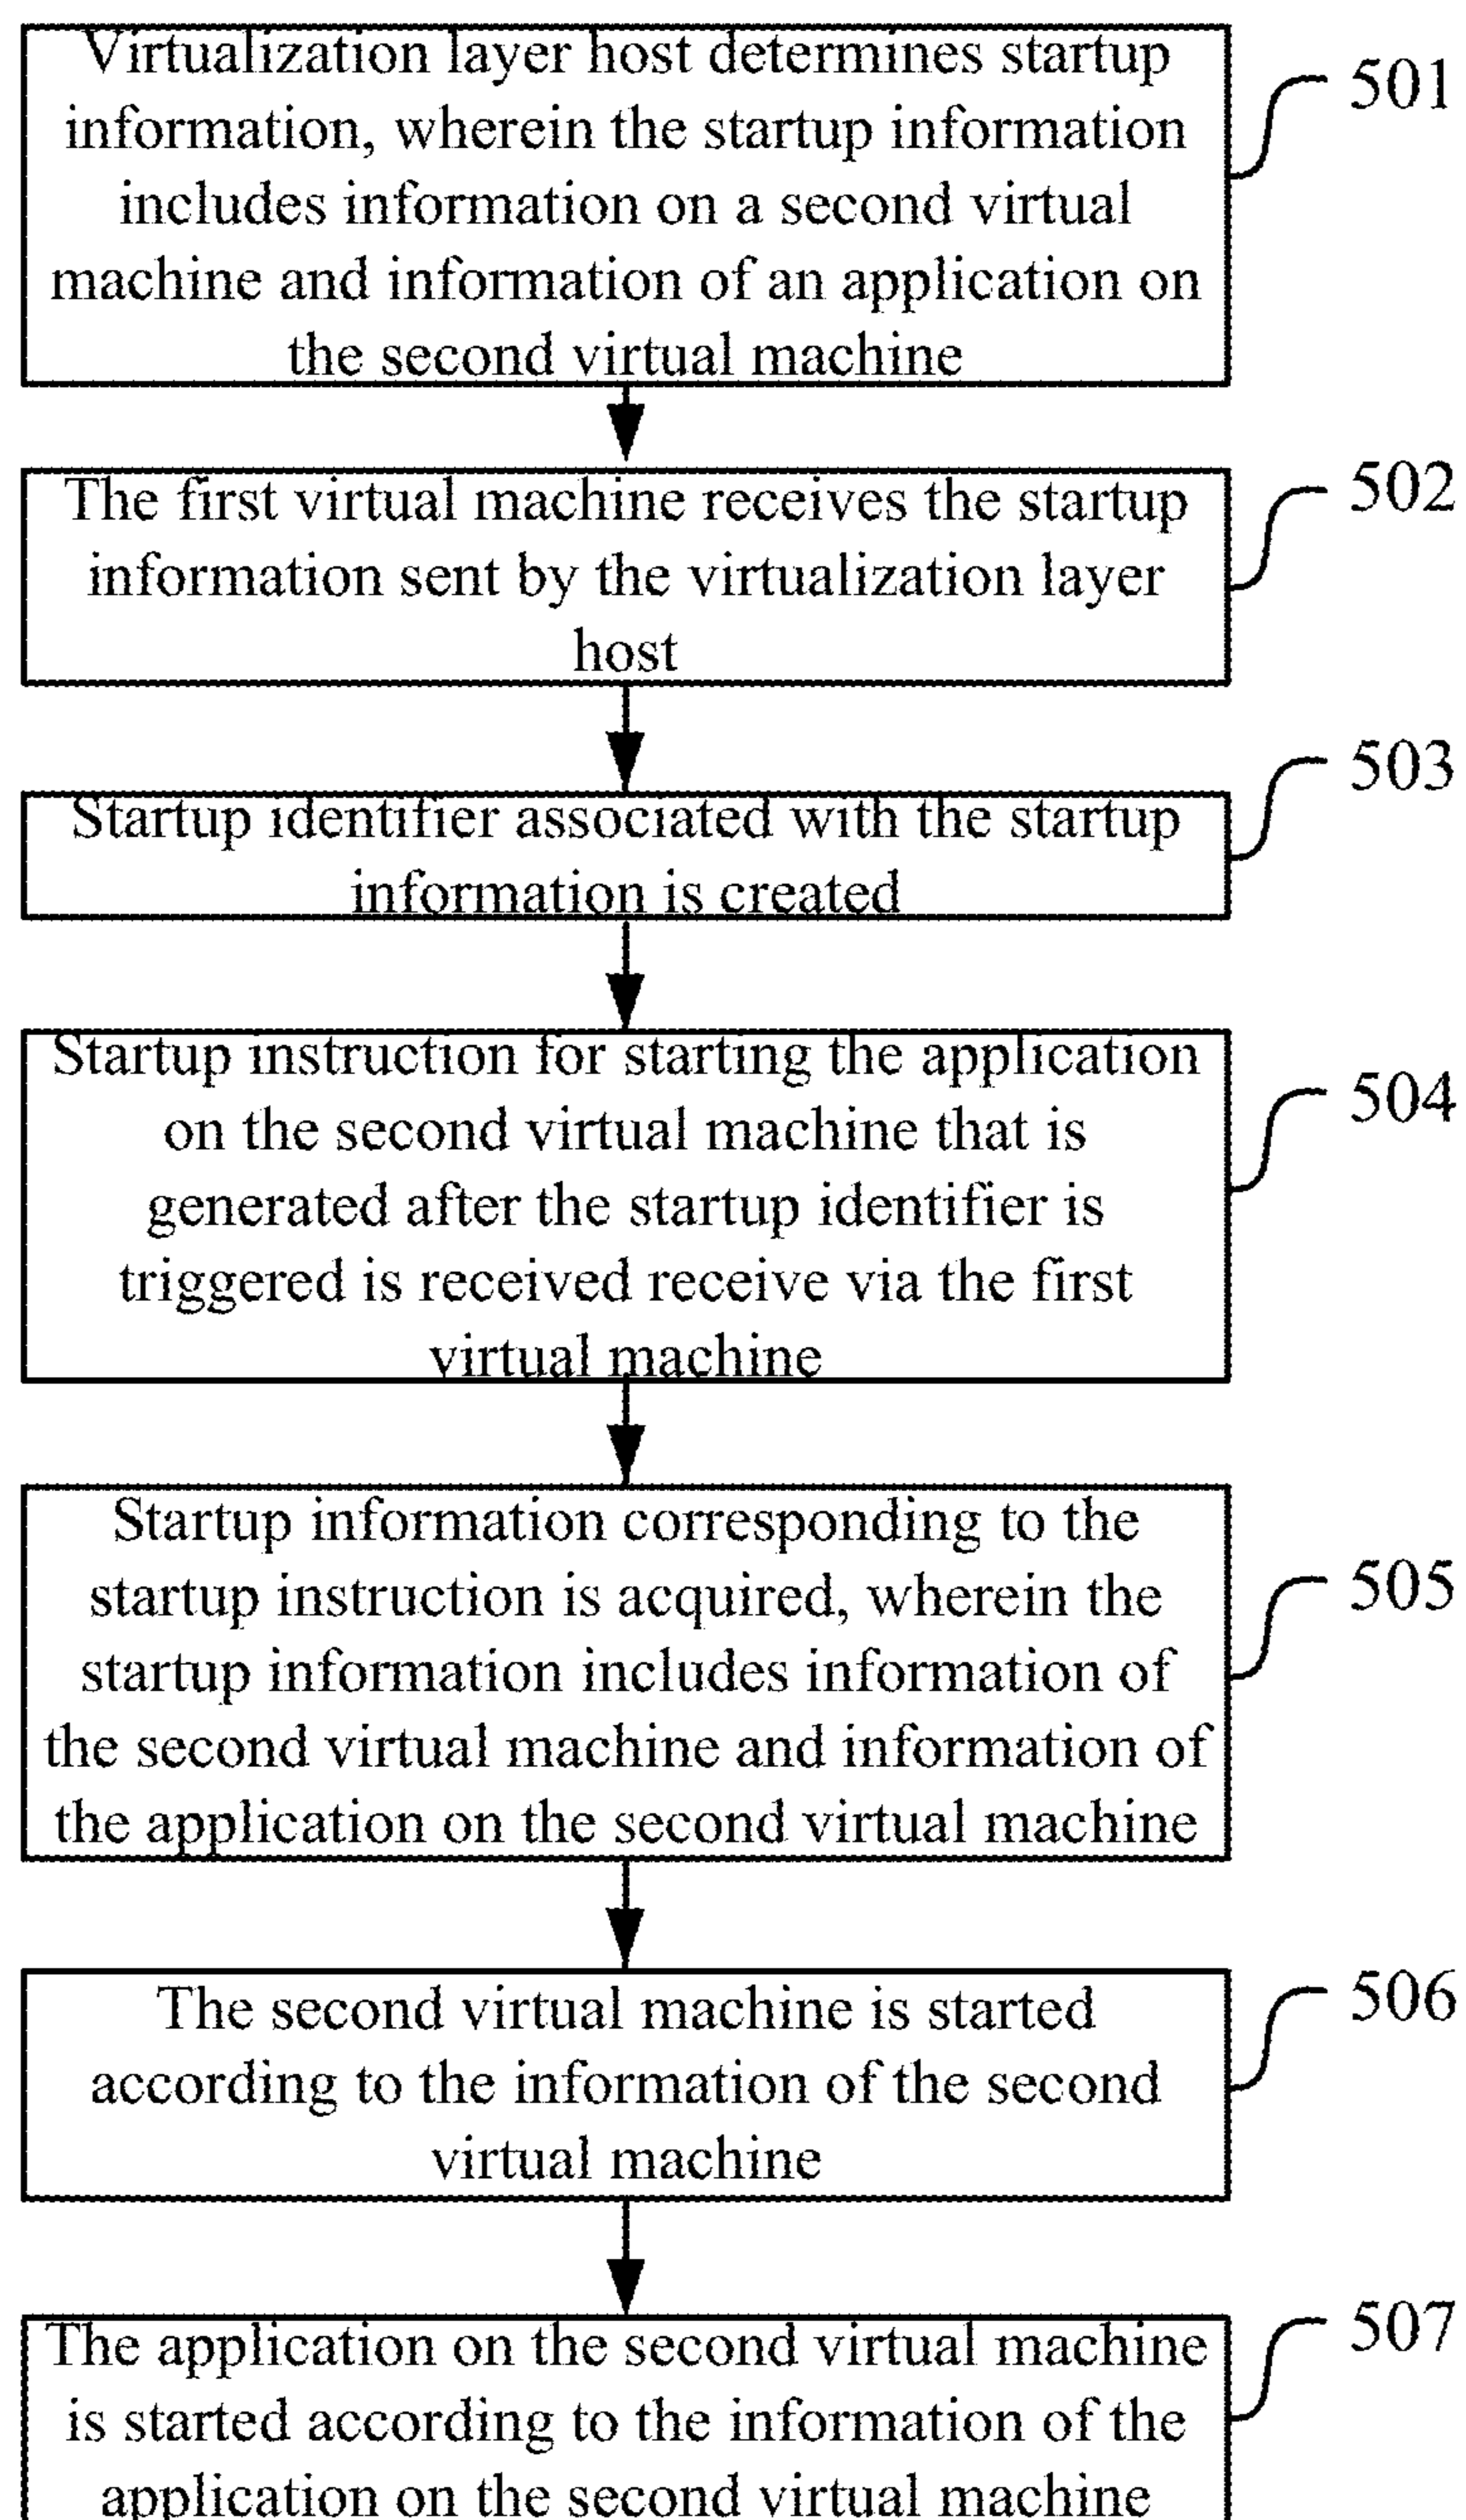 Virtualization layer host determines startup
information, wherein the startup information
includes information on a second virtual
machine and information of an application on
the second virtual machine
501
The first virtual machine receives the startup
information sent by the virtualization layer
host
502
Startup identifier associated with the startup
information is created
503
Startup instruction for starting the application
on the second virtual machine that is
generated after the startup identifier is
triggered is received receive via the first
virtual machine
504
Startup information corresponding to the
startup instruction is acquired, wherein the
startup information includes information of
the second virtual machine and information of
the application on the second virtual machine
505
The second virtual machine is started
according to the information of the second
virtual machine
506
The application on the second virtual machine
is started according to the information of the
application on the second virtual machine
507